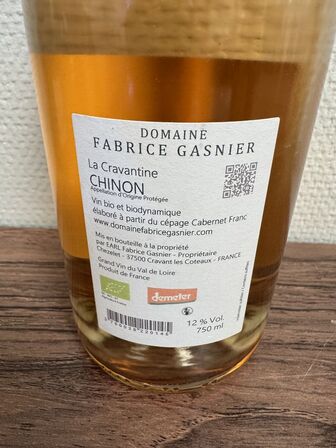 DOMAINE
FABRICE GASNIER
La Cravantine
CHINON
Appellation d'Origine Protégée
Vin bio et biodynamique
élaboré à partir du cépage Cabernet Franc
www.domainefabricegasnier.com
Mis en bouteille à la propriété
par EARL Fabrice Gasnier – Propriétaire
Chezelet - 37500 Cravant les Coteaux - FRANCE
Grand Vin du Val de Loire
Produit de France
demeter
12 % Vol.
750 ml